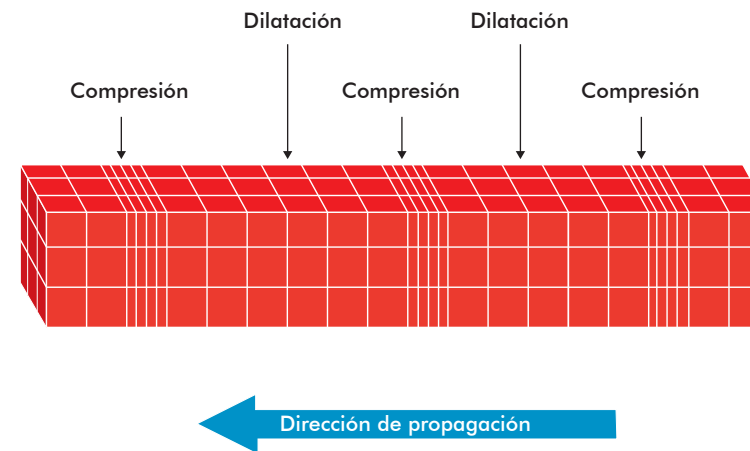 Dilatación Dilatación
Compresión Compresión Compresión
Dirección de propagación